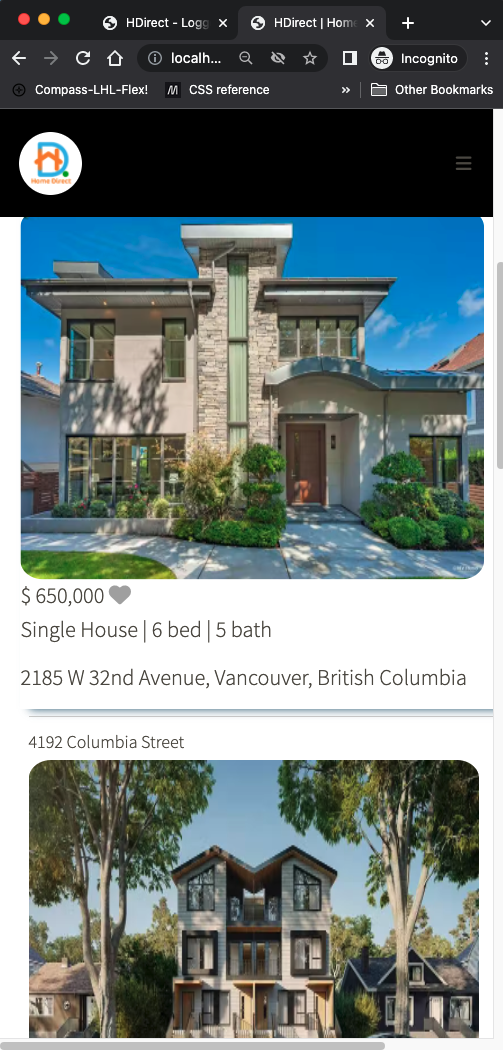 HDirect - Logg
HDirect | Home
localh...
Incognito
Compass-LHL-Flex!
CSS reference
»
Other Bookmarks
Home Direct
$ 650,000
Single House | 6 bed | 5 bath
2185 W 32nd Avenue, Vancouver, British Columbia
4192 Columbia Street